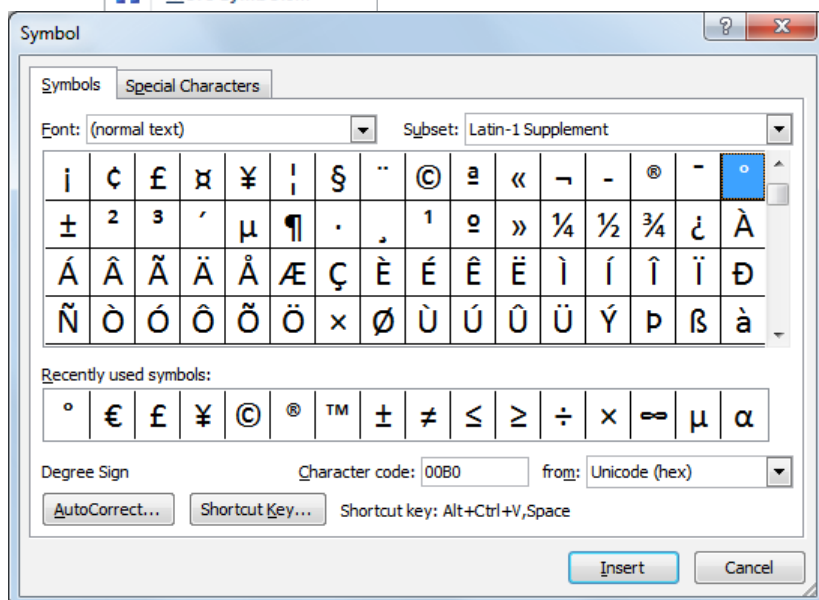 Symbol
Symbols Special Characters
Font: (normal text) Subset: Latin-1 Supplement
¡ ¢ £ ¤ ¥ ¦ § ¨ © ª « ¬ - ® ¯ °
± ² ³ ´ µ ¶ · ¸ ¹ º » ¼ ½ ¾ ¿ À
Á Â Ã Ä Å Æ Ç È É Ê Ë Ì Í Î Ï Ð
Ñ Ò Ó Ô Õ Ö × Ø Ù Ú Û Ü Ý Þ ß à
Recently used symbols:
° € £ ¥ © ® ™ ± ≠ ≤ ≥ ÷ × ∞ µ α
Degree Sign Character code: 00B0 from: Unicode (hex)
AutoCorrect... Shortcut Key... Shortcut key: Alt+Ctrl+V,Space
Insert Cancel